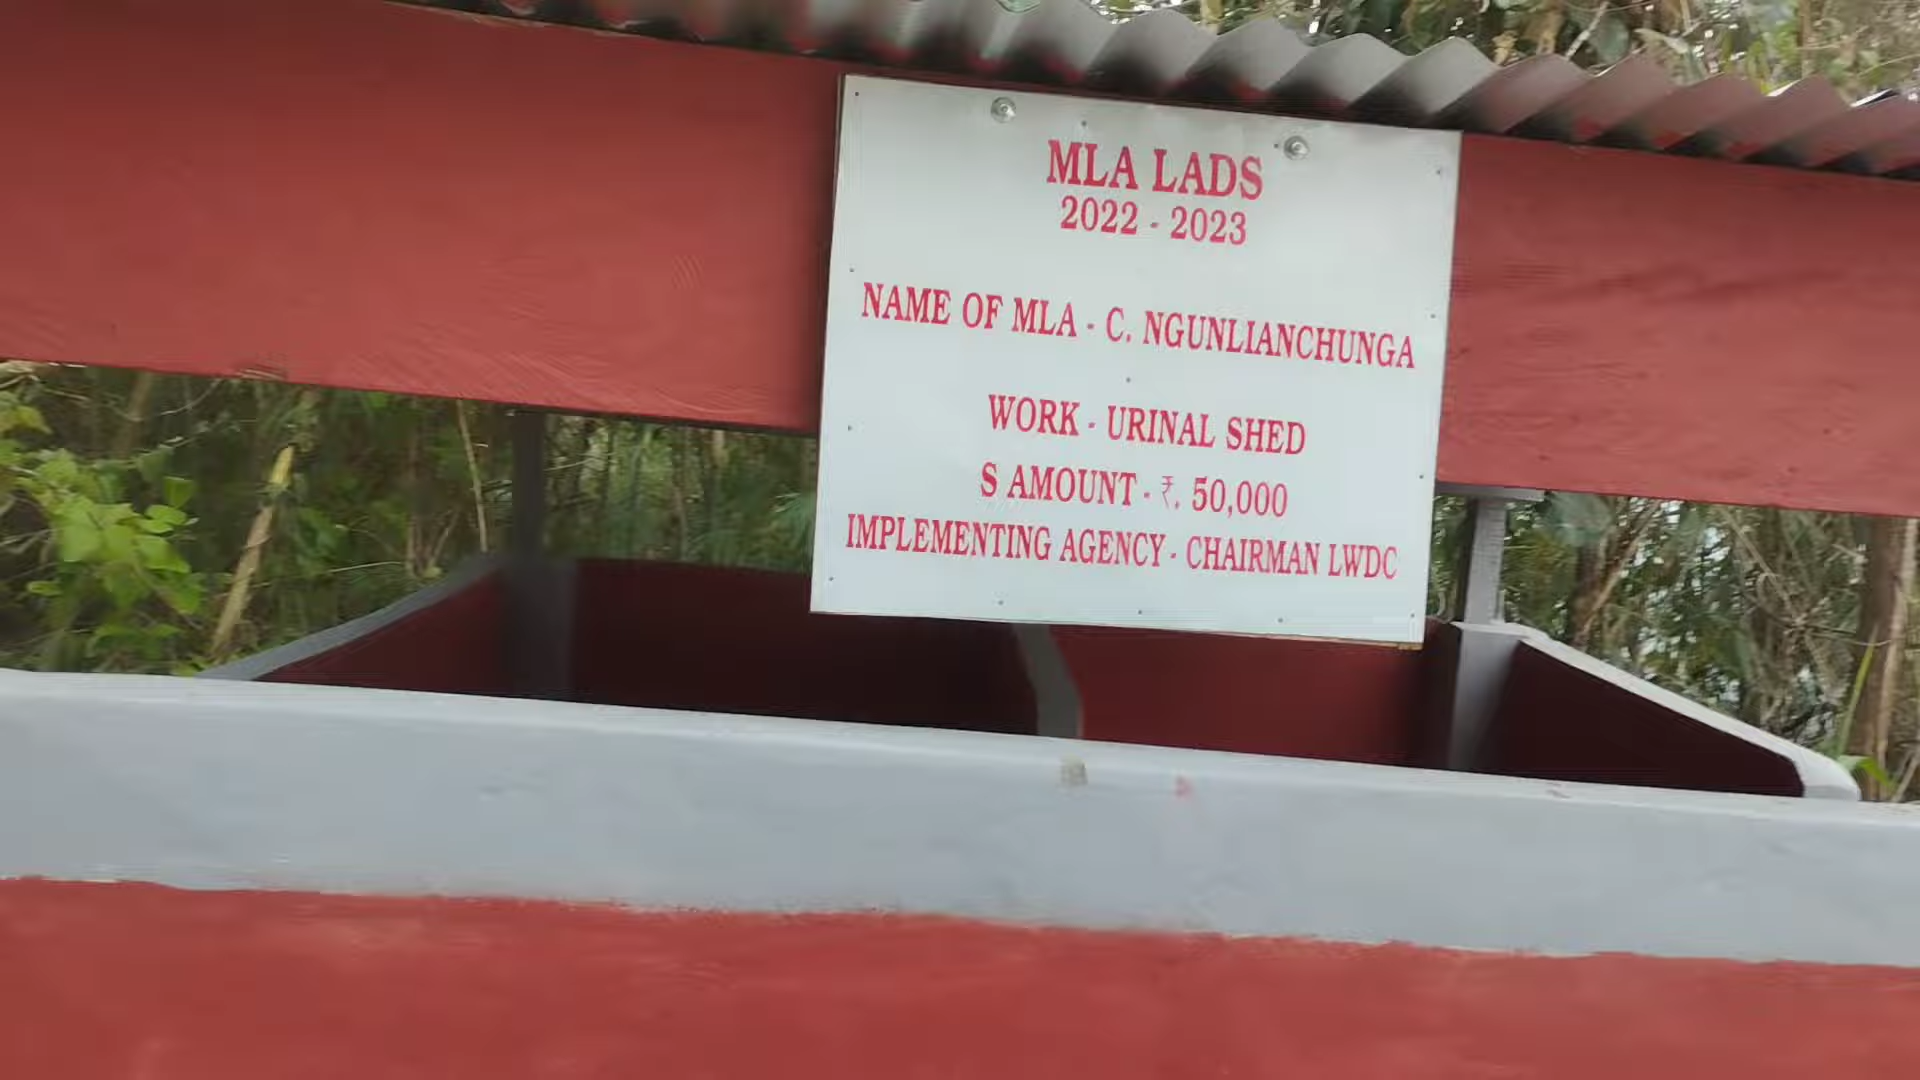 MLA LADS
2022 - 2023
NAME OF MLA - C. NGUNLIANCHUNGA
WORK - URINAL SHED
S AMOUNT - ₹. 50,000
IMPLEMENTING AGENCY - CHAIRMAN LWDC